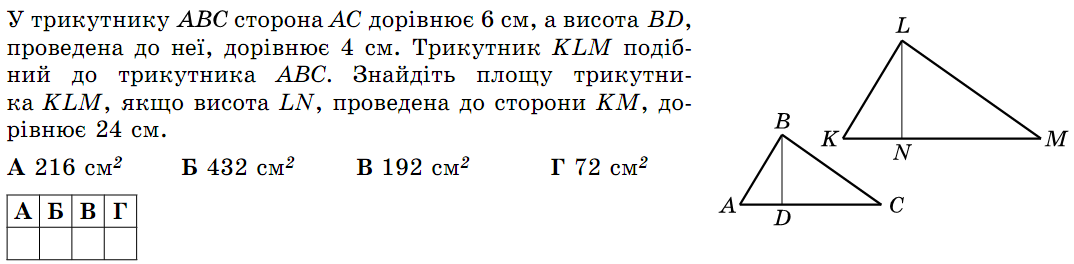 У трикутнику ABC сторона AC дорівнює 6 см, а висота BD,
проведена до неї, дорівнює 4 см. Трикутник KLM подіб-
ний до трикутника ABC. Знайдіть площу трикутни-
ка KLM, якщо висота LN, проведена до сторони KM, до-
рівнює 24 см.
А 216 см² Б 432 см² В 192 см² Г 72 см²
А Б В Г
L
K N M
B
A D C